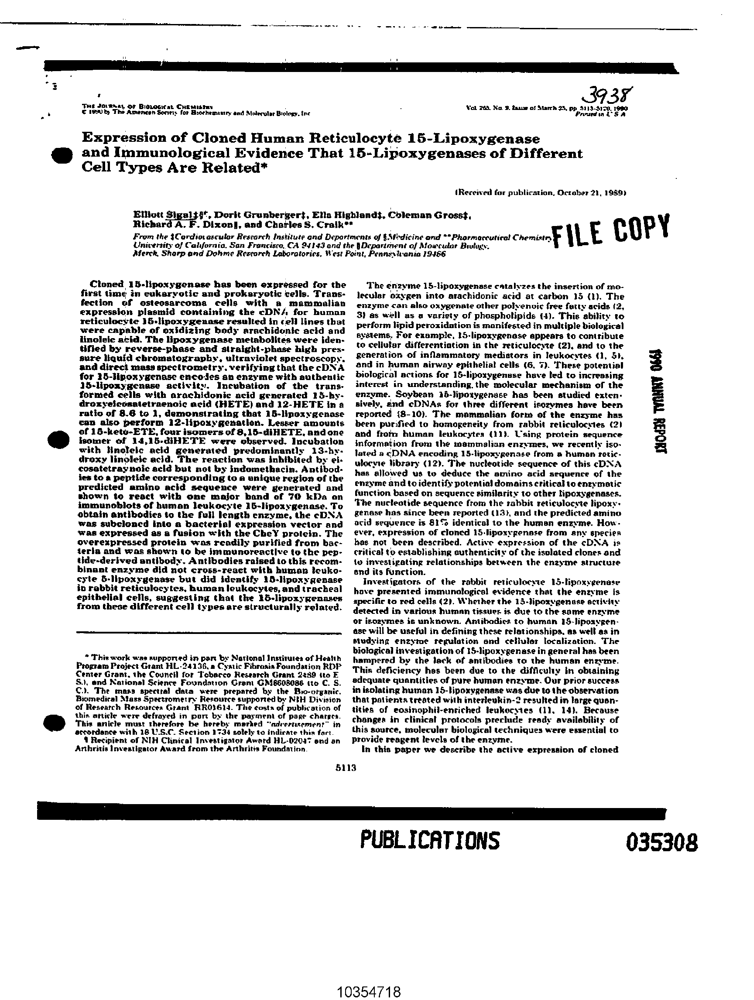 3938
THE JOURNAL OF BIOLOGICAL CHEMISTRY
© 1990 by The American Society for Biochemistry and Molecular Biology, Inc
Vol. 265, No. 9, Issue of March 25, pp. 5113-5120, 1990
Printed in U.S.A
Expression of Cloned Human Reticulocyte 15-Lipoxygenase
and Immunological Evidence That 15-Lipoxygenases of Different
Cell Types Are Related*
(Received for publication, October 21, 1989)
Elliott Sigal‡§¶, Dorit Grunberger‡, Ella Highland‡, Coleman Gross‡,
Richard A. F. Dixon‖, and Charles S. Craik**
From the ‡Cardiovascular Research Institute and Departments of §Medicine and **Pharmaceutical Chemistry,
University of California, San Francisco, CA 94143 and the ‖Department of Molecular Biology,
Merck, Sharp and Dohme Research Laboratories, West Point, Pennsylvania 19486
FILE COPY
Cloned 15-lipoxygenase has been expressed for the
first time in eukaryotic and prokaryotic cells. Trans-
fection of osteosarcoma cells with a mammalian
expression plasmid containing the cDNA for human
reticulocyte 15-lipoxygenase resulted in cell lines that
were capable of oxidizing body arachidonic acid and
linoleic acid. The lipoxygenase metabolites were iden-
tified by reverse-phase and straight-phase high pres-
sure liquid chromatography, ultraviolet spectroscopy,
and direct mass spectrometry, verifying that the cDNA
for 15-lipoxygenase encodes an enzyme with authentic
15-lipoxygenase activity. Incubation of the trans-
formed cells with arachidonic acid generated 15-hy-
droxyeicosatetraenoic acid (HETE) and 12-HETE in a
ratio of 8.6 to 1, demonstrating that 15-lipoxygenase
can also perform 12-lipoxygenation. Lesser amounts
of 15-keto-ETE, four isomers of 8,15-diHETE, and one
isomer of 14,15-diHETE were observed. Incubation
with linoleic acid generated predominantly 13-hy-
droxy linoleic acid. The reaction was inhibited by ei-
cosatetraynoic acid but not by indomethacin. Antibod-
ies to a peptide corresponding to a unique region of the
predicted amino acid sequence were generated and
shown to react with one major band of 70 kDa on
immunoblots of human leukocyte 15-lipoxygenase. To
obtain antibodies to the full length enzyme, the cDNA
was subcloned into a bacterial expression vector and
was expressed as a fusion with the CheY protein. The
overexpressed protein was readily purified from bac-
teria and was shown to be immunoreactive to the pep-
tide-derived antibody. Antibodies raised to this recom-
binant enzyme did not cross-react with human leuko-
cyte 5-lipoxygenase but did identify 15-lipoxygenase
in rabbit reticulocytes, human leukocytes, and tracheal
epithelial cells, suggesting that the 15-lipoxygenases
from these different cell types are structurally related.
* This work was supported in part by National Institutes of Health
Program Project Grant HL-24136, a Cystic Fibrosis Foundation RDP
Center Grant, the Council for Tobacco Research Grant 2489 (to E.
S.), and National Science Foundation Grant GM8608086 (to C. S.
C.). The mass spectral data were prepared by the Bio-organic,
Biomedical Mass Spectrometry Resource supported by NIH Division
of Research Resources Grant RR01614. The costs of publication of
this article were defrayed in part by the payment of page charges.
This article must therefore be hereby marked "advertisement" in
accordance with 18 U.S.C. Section 1734 solely to indicate this fact.
¶ Recipient of NIH Clinical Investigator Award HL-02047 and an
Arthritis Investigator Award from the Arthritis Foundation.
The enzyme 15-lipoxygenase catalyzes the insertion of mo-
lecular oxygen into arachidonic acid at carbon 15 (1). The
enzyme can also oxygenate other polyenoic free fatty acids (2,
3) as well as a variety of phospholipids (4). This ability to
perform lipid peroxidation is manifested in multiple biological
systems. For example, 15-lipoxygenase appears to contribute
to cellular differentiation in the reticulocyte (2), and to the
generation of inflammatory mediators in leukocytes (1, 5),
and in human airway epithelial cells (6, 7). These potential
biological actions for 15-lipoxygenase have led to increasing
interest in understanding the molecular mechanism of the
enzyme. Soybean 15-lipoxygenase has been studied exten-
sively, and cDNAs for three different isozymes have been
reported (8-10). The mammalian form of the enzyme has
been purified to homogeneity from rabbit reticulocytes (2)
and from human leukocytes (11). Using protein sequence
information from the mammalian enzymes, we recently iso-
lated a cDNA encoding 15-lipoxygenase from a human retic-
ulocyte library (12). The nucleotide sequence of this cDNA
has allowed us to deduce the amino acid sequence of the
enzyme and to identify potential domains critical to enzymatic
function based on sequence similarity to other lipoxygenases.
The nucleotide sequence from the rabbit reticulocyte lipoxy-
genase has since been reported (13), and the predicted amino
acid sequence is 81% identical to the human enzyme. How-
ever, expression of cloned 15-lipoxygenase from any species
has not been described. Active expression of the cDNA is
critical to establishing authenticity of the isolated clones and
to investigating relationships between the enzyme structure
and its function.
Investigators of the rabbit reticulocyte 15-lipoxygenase
have presented immunological evidence that the enzyme is
specific to red cells (2). Whether the 15-lipoxygenase activity
detected in various human tissues is due to the same enzyme
or isozymes is unknown. Antibodies to human 15-lipoxygen-
ase will be useful in defining these relationships, as well as in
studying enzyme regulation and cellular localization. The
biological investigation of 15-lipoxygenase in general has been
hampered by the lack of antibodies to the human enzyme.
This deficiency has been due to the difficulty in obtaining
adequate quantities of pure human enzyme. Our prior success
in isolating human 15-lipoxygenase was due to the observation
that patients treated with interleukin-2 resulted in large quan-
tities of eosinophil-enriched leukocytes (11, 14). Because
changes in clinical protocols preclude ready availability of
this source, molecular biological techniques were essential to
provide reagent levels of the enzyme.
In this paper we describe the active expression of cloned
1990 ANNUAL REPORT
5113
PUBLICATIONS
035308
10354718